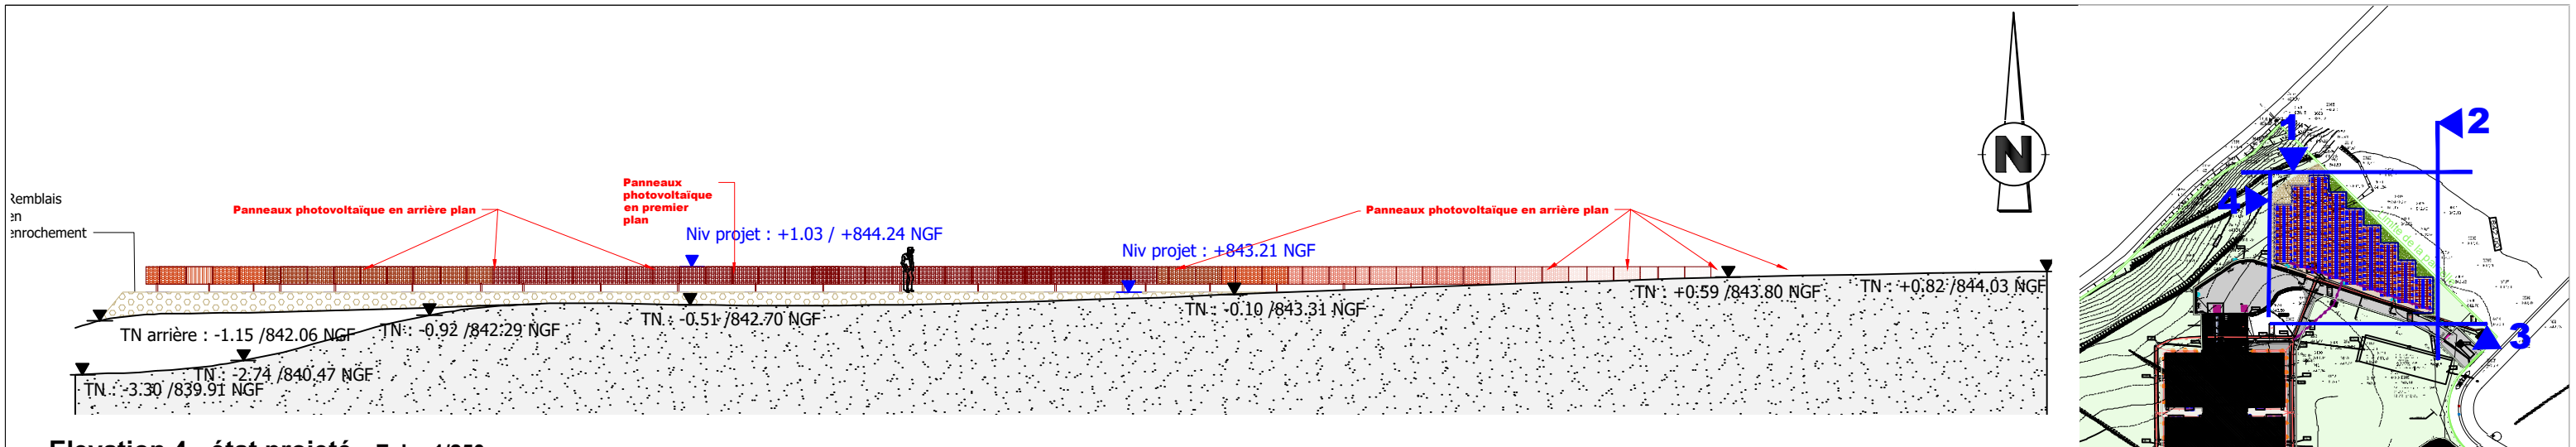 Remblais
en
enrochement
Panneaux photovoltaïque en arrière plan
Panneaux
photovoltaïque
en premier
plan
Niv projet : +1.03 / +844.24 NGF
Niv projet : +843.21 NGF
Panneaux photovoltaïque en arrière plan
TN arrière : -1.15 /842.06 NGF
TN : -0.92 /842.29 NGF
TN : -0.51 /842.70 NGF
TN : -0.10 /843.31 NGF
TN : +0.59 /843.80 NGF
TN : +0.82 /844.03 NGF
TN : -2.74 /840.47 NGF
TN : -3.30 /839.91 NGF
N
1
2
4
3
Elevation 4 - état projeté